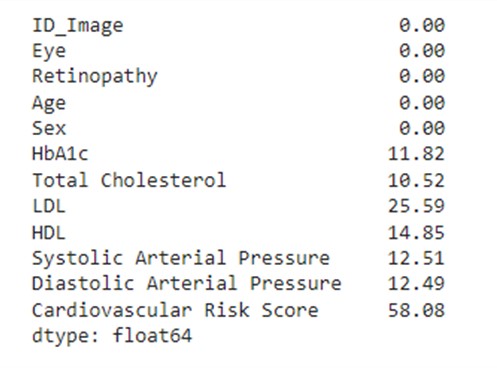 ID_Image 0.00
Eye 0.00
Retinopathy 0.00
Age 0.00
Sex 0.00
HbA1c 11.82
Total Cholesterol 10.52
LDL 25.59
HDL 14.85
Systolic Arterial Pressure 12.51
Diastolic Arterial Pressure 12.49
Cardiovascular Risk Score 58.08
dtype: float64